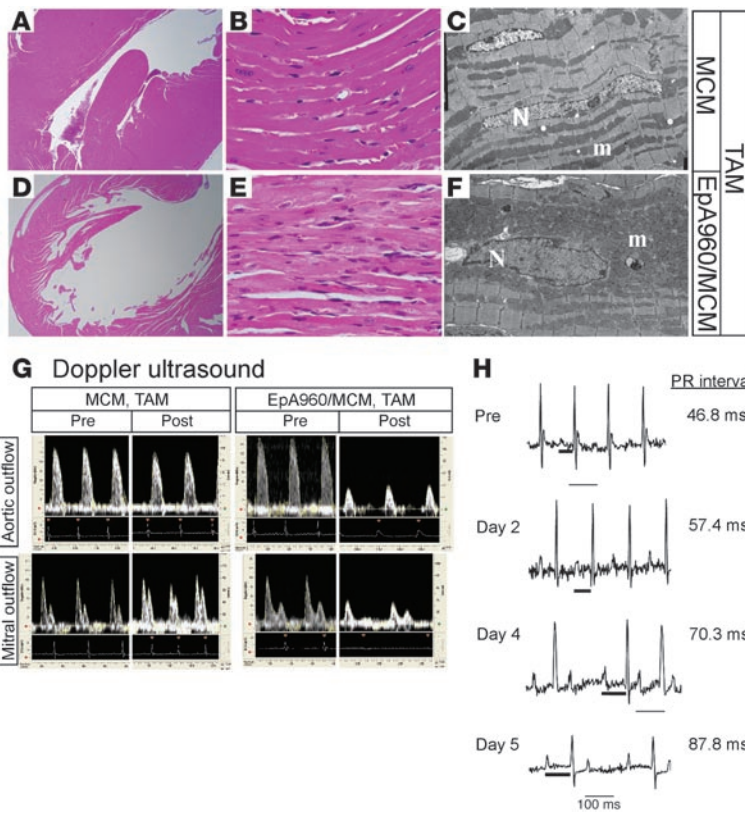 A
B
C
N
m
MCM
TAM
D
E
F
N
m
EpA960/MCM
G Doppler ultrasound
MCM, TAM
EpA960/MCM, TAM
Pre
Post
Pre
Post
Aortic outflow
Mitral outflow
H
PR interva
Pre
46.8 ms
Day 2
57.4 ms
Day 4
70.3 ms
Day 5
87.8 ms
100 ms